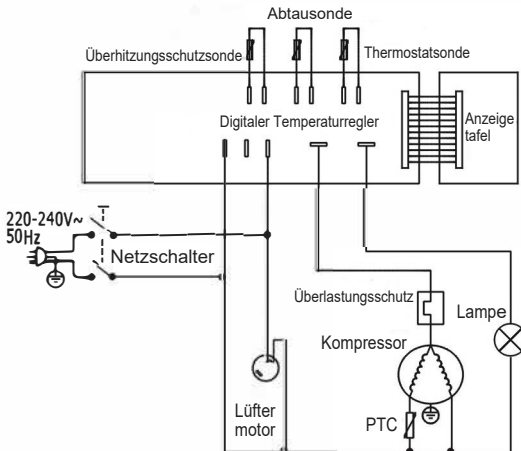 Abtausonde
Überhitzungsschutzsonde
Thermostatsonde
Digitaler Temperaturregler
Anzeige
tafel
220-240V~
50Hz
Netzschalter
Überlastungsschutz
Lampe
Kompressor
Lüfter
motor
PTC